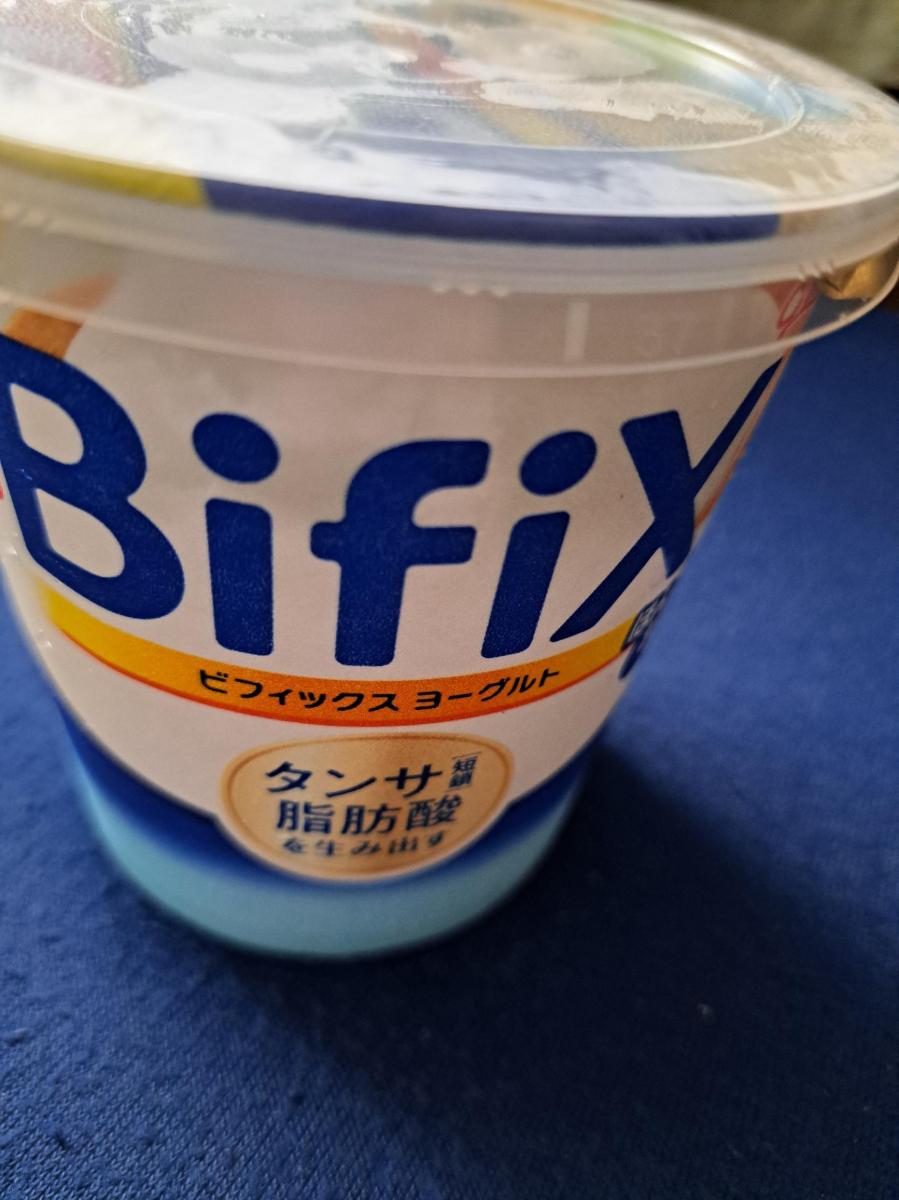 BifiX
ビフィックス ヨーグルト
タンサ
短鎖
脂肪酸
を生み出す